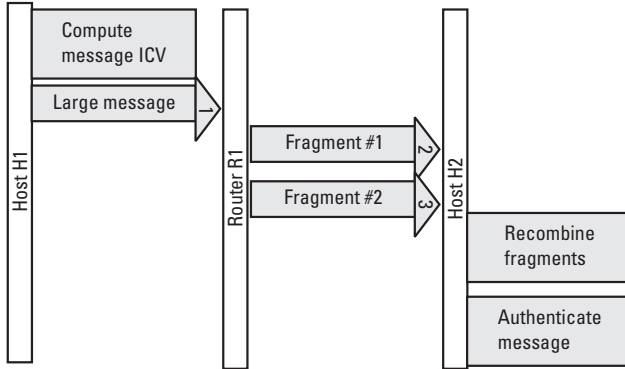 Host H1
Compute
message ICV
Large message
1
Router R1
Fragment #1
2
Fragment #2
3
Host H2
Recombine
fragments
Authenticate
message